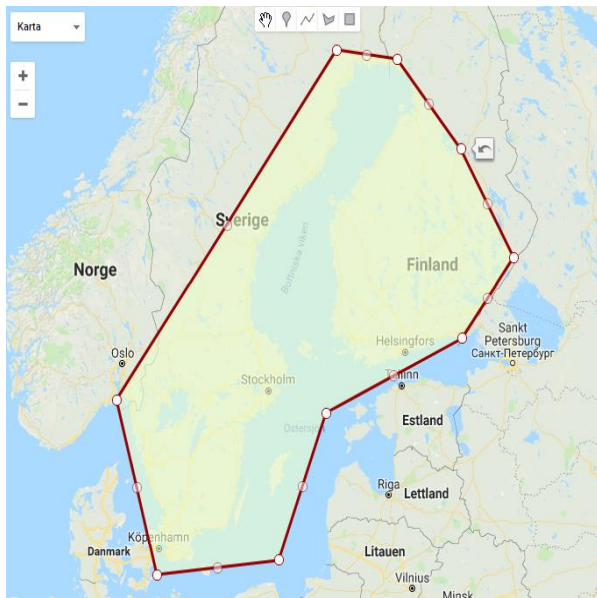 Karta
+
−
Sverige
Bottniska viken
Norge
Finland
Sankt
Petersburg
Санкт-Петербург
Oslo
Helsingfors
Stockholm
Tallinn
Estland
Östersjön
Riga
Lettland
Köpenhamn
Danmark
Litauen
Vilnius
Minsk